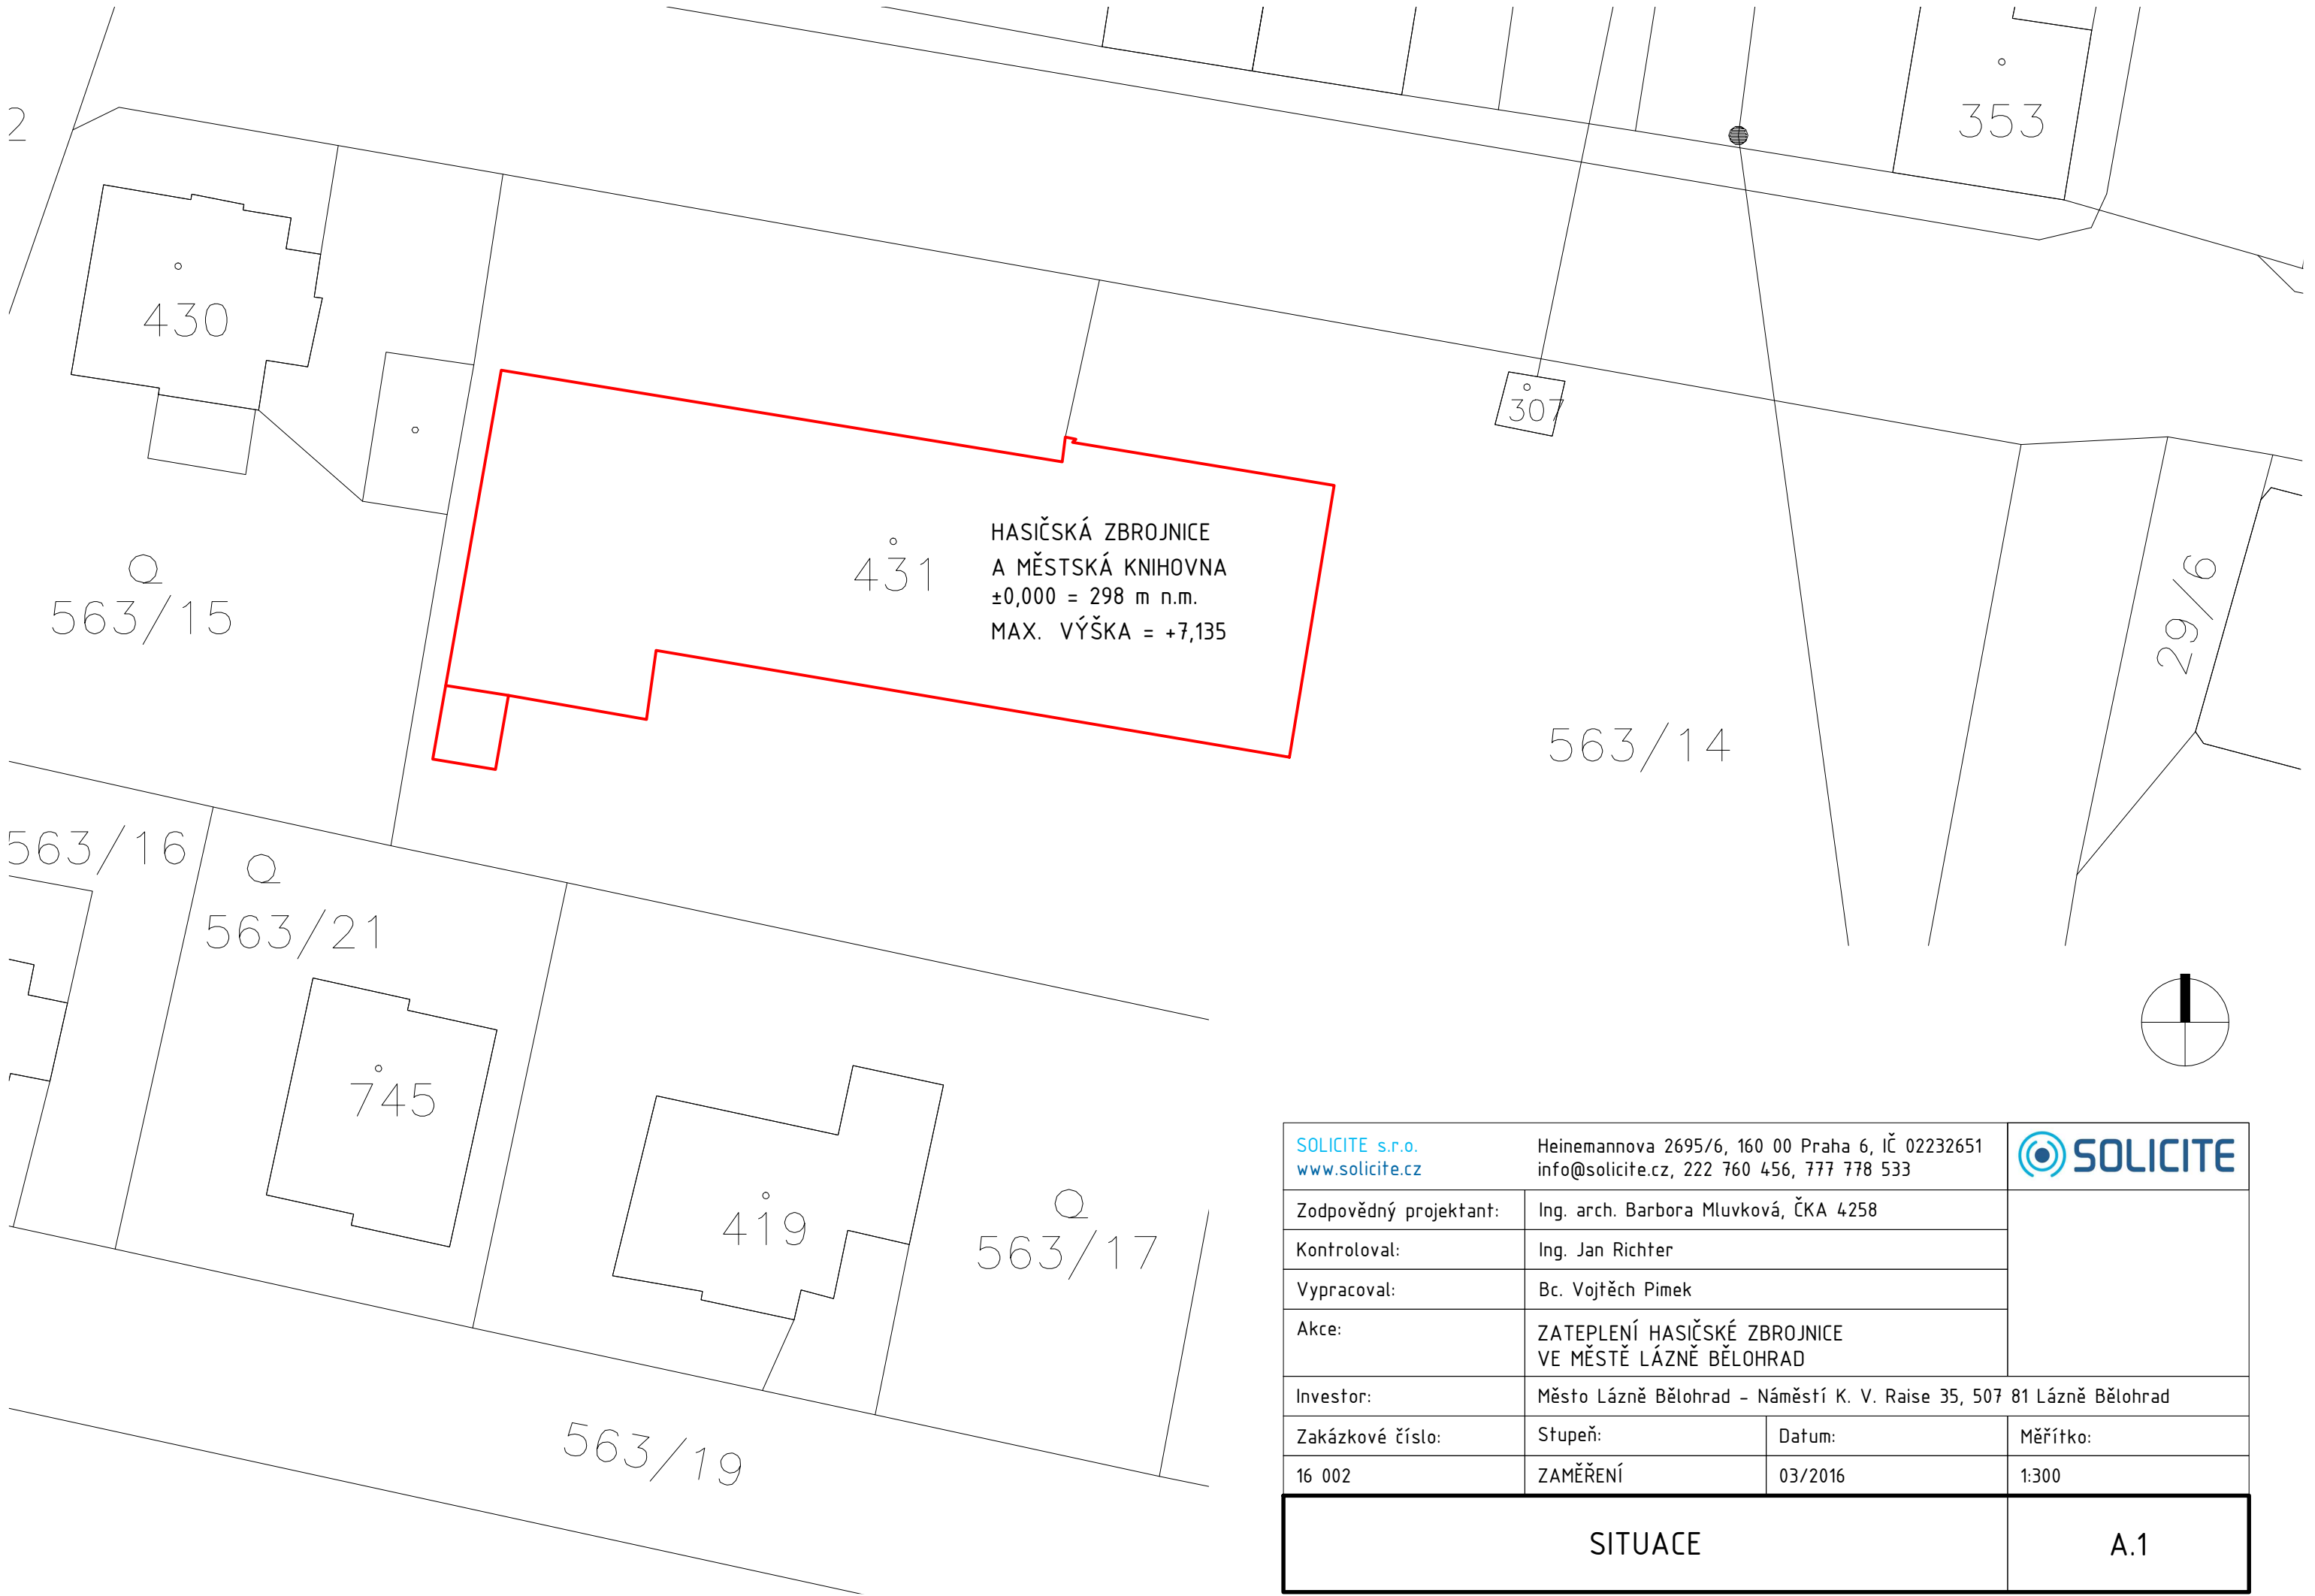 2
353
430
307
HASIČSKÁ ZBROJNICE
A MĚSTSKÁ KNIHOVNA
±0,000 = 298 m n.m.
MAX. VÝŠKA = +7,135
431
563/15
29/6
563/14
563/16
563/21
745
419
563/17
563/19
SOLICITE s.r.o.
www.solicite.cz
Heinemannova 2695/6, 160 00 Praha 6, IČ 02232651
info@solicite.cz, 222 760 456, 777 778 533
SOLICITE
Zodpovědný projektant: Ing. arch. Barbora Mluvková, ČKA 4258
Kontroloval: Ing. Jan Richter
Vypracoval: Bc. Vojtěch Pimek
Akce: ZATEPLENÍ HASIČSKÉ ZBROJNICE
VE MĚSTĚ LÁZNĚ BĚLOHRAD
Investor: Město Lázně Bělohrad - Náměstí K. V. Raise 35, 507 81 Lázně Bělohrad
Zakázkové číslo: Stupeň: Datum: Měřítko:
16 002 ZAMĚŘENÍ 03/2016 1:300
SITUACE A.1